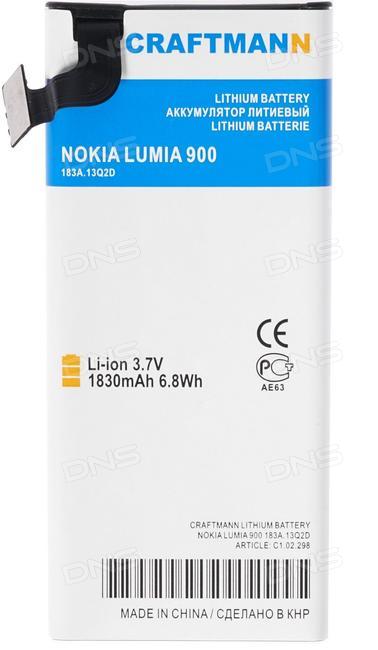 CRAFTMANN
LITHIUM BATTERY
АККУМУЛЯТОР ЛИТИЕВЫЙ
LITHIUM BATTERIE
NOKIA LUMIA 900
183A.13Q2D
Li-ion 3.7V
1830mAh 6.8Wh
CE
РСТ
АЕ63
CRAFTMANN LITHIUM BATTERY
NOKIA LUMIA 900 183A.13Q2D
ARTICLE: C1.02.298
MADE IN CHINA / СДЕЛАНО В КНР
DNS